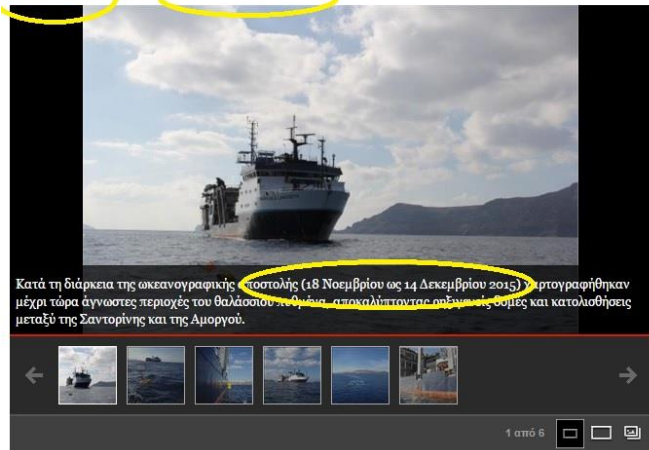 Κατά τη διάρκεια της ωκεανογραφικής αποστολής (18 Νοεμβρίου ως 14 Δεκεμβρίου 2015) χαρτογραφήθηκαν
μέχρι τώρα άγνωστες περιοχές του θαλάσσιου πυθμένα, αποκαλύπτοντας ρηξιγενείς δομές και κατολισθήσεις
μεταξύ της Σαντορίνης και της Αμοργού.
1 από 6